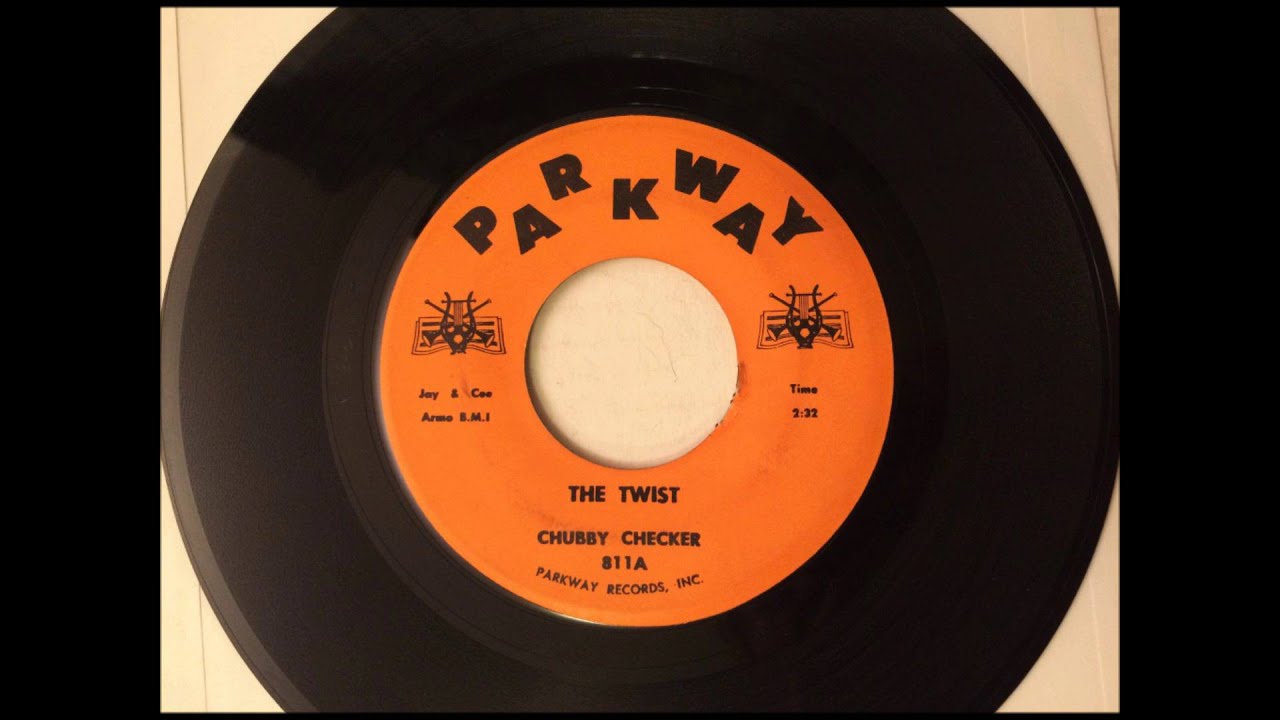 PARKWAY
Jay & Cee
Armo B.M.I
Time
2:32
THE TWIST
CHUBBY CHECKER
811A
PARKWAY RECORDS, INC.